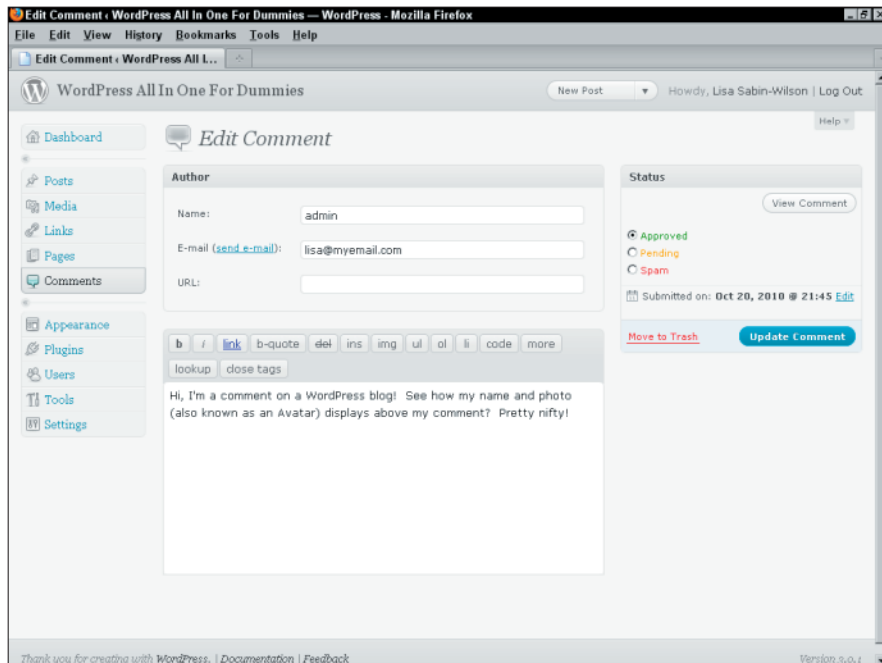 Edit Comment ‹ WordPress All In One For Dummies — WordPress - Mozilla Firefox
File Edit View History Bookmarks Tools Help
Edit Comment ‹ WordPress All I...
WordPress All In One For Dummies
New Post
Howdy, Lisa Sabin-Wilson | Log Out
Help
Dashboard
Posts
Media
Links
Pages
Comments
Appearance
Plugins
Users
Tools
Settings
Edit Comment
Author
Name: admin
E-mail (send e-mail): lisa@myemail.com
URL:
b i link b-quote del ins img ul ol li code more
lookup close tags
Hi, I'm a comment on a WordPress blog! See how my name and photo
(also known as an Avatar) displays above my comment? Pretty nifty!
Status
View Comment
Approved
Pending
Spam
Submitted on: Oct 20, 2010 @ 21:45 Edit
Move to Trash
Update Comment
Thank you for creating with WordPress. | Documentation | Feedback
Version